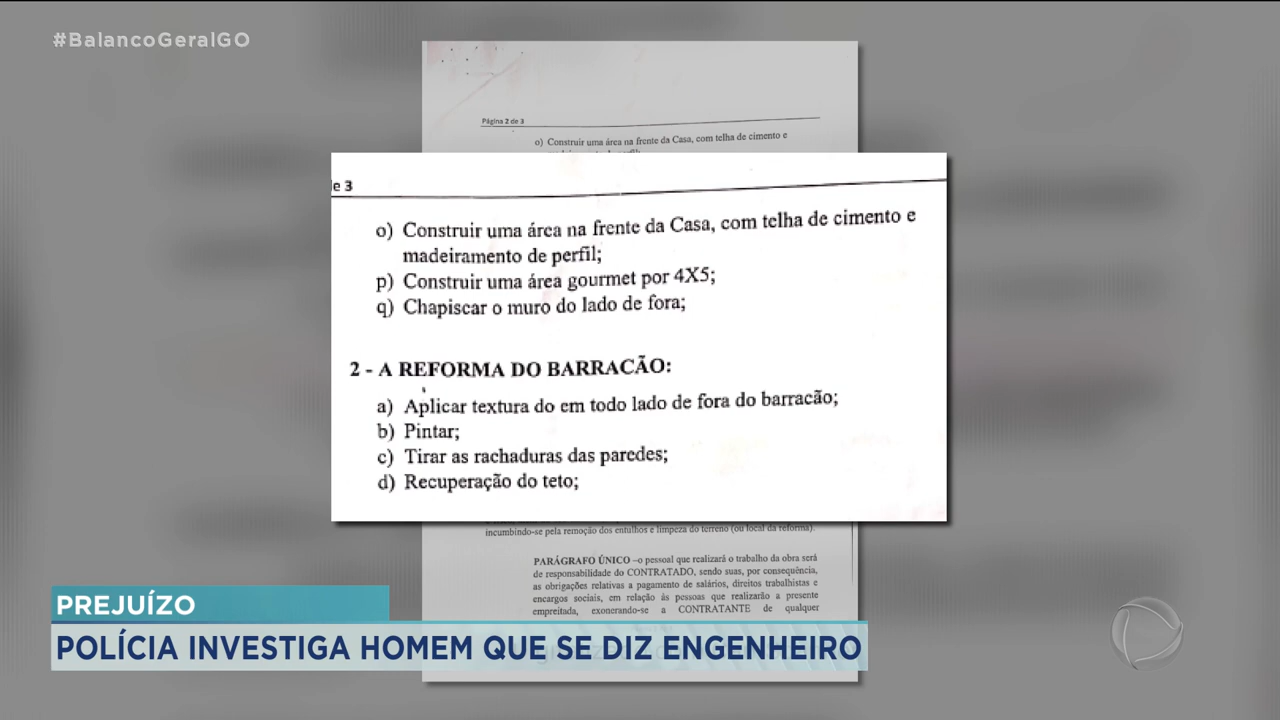 #BalancoGeralGO
Página 2 de 3
o) Construir uma área na frente da Casa, com telha de cimento e
e 3
o) Construir uma área na frente da Casa, com telha de cimento e
madeiramento de perfil;
p) Construir uma área gourmet por 4X5;
q) Chapiscar o muro do lado de fora;
2 - A REFORMA DO BARRACÃO:
a) Aplicar textura do em todo lado de fora do barracão;
b) Pintar;
c) Tirar as rachaduras das paredes;
d) Recuperação do teto;
incumbindo-se pela remoção dos entulhos e limpeza do terreno (ou local da reforma).
PARÁGRAFO ÚNICO –o pessoal que realizará o trabalho da obra será
de responsabilidade do CONTRATADO, sendo suas, por consequência,
as obrigações relativas a pagamento de salários, direitos trabalhistas e
encargos sociais, em relação às pessoas que realizarão a presente
empreitada, exonerando-se a CONTRATANTE de qualquer
PREJUÍZO
POLÍCIA INVESTIGA HOMEM QUE SE DIZ ENGENHEIRO